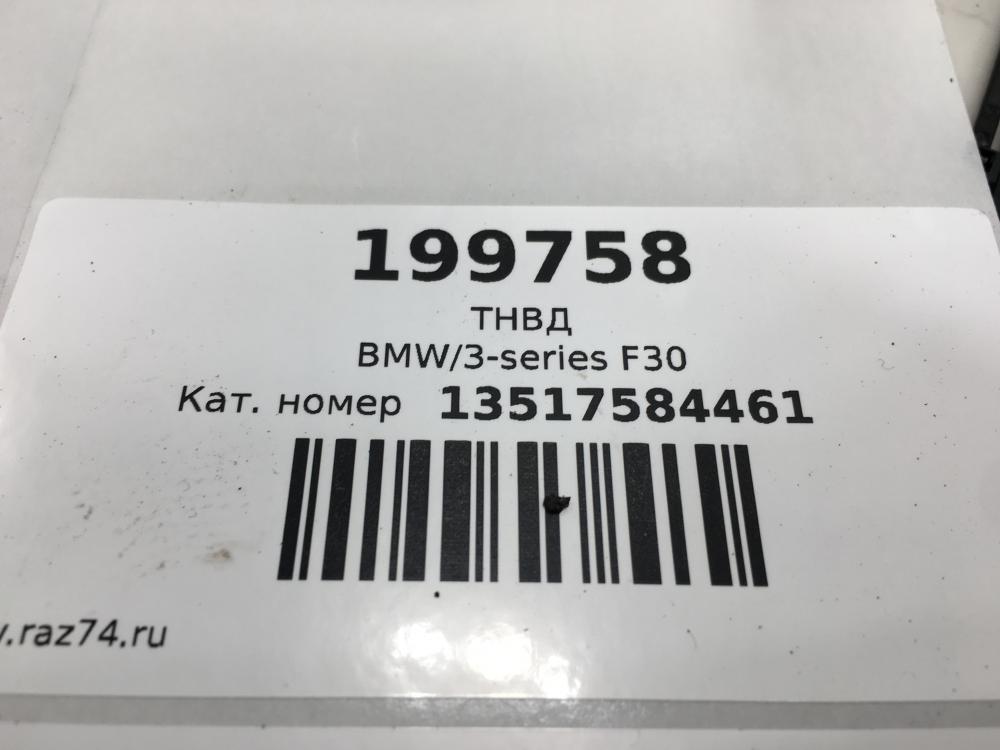 199758
ТНВД
BMW/3-series F30
Кат. номер 13517584461
.raz74.ru